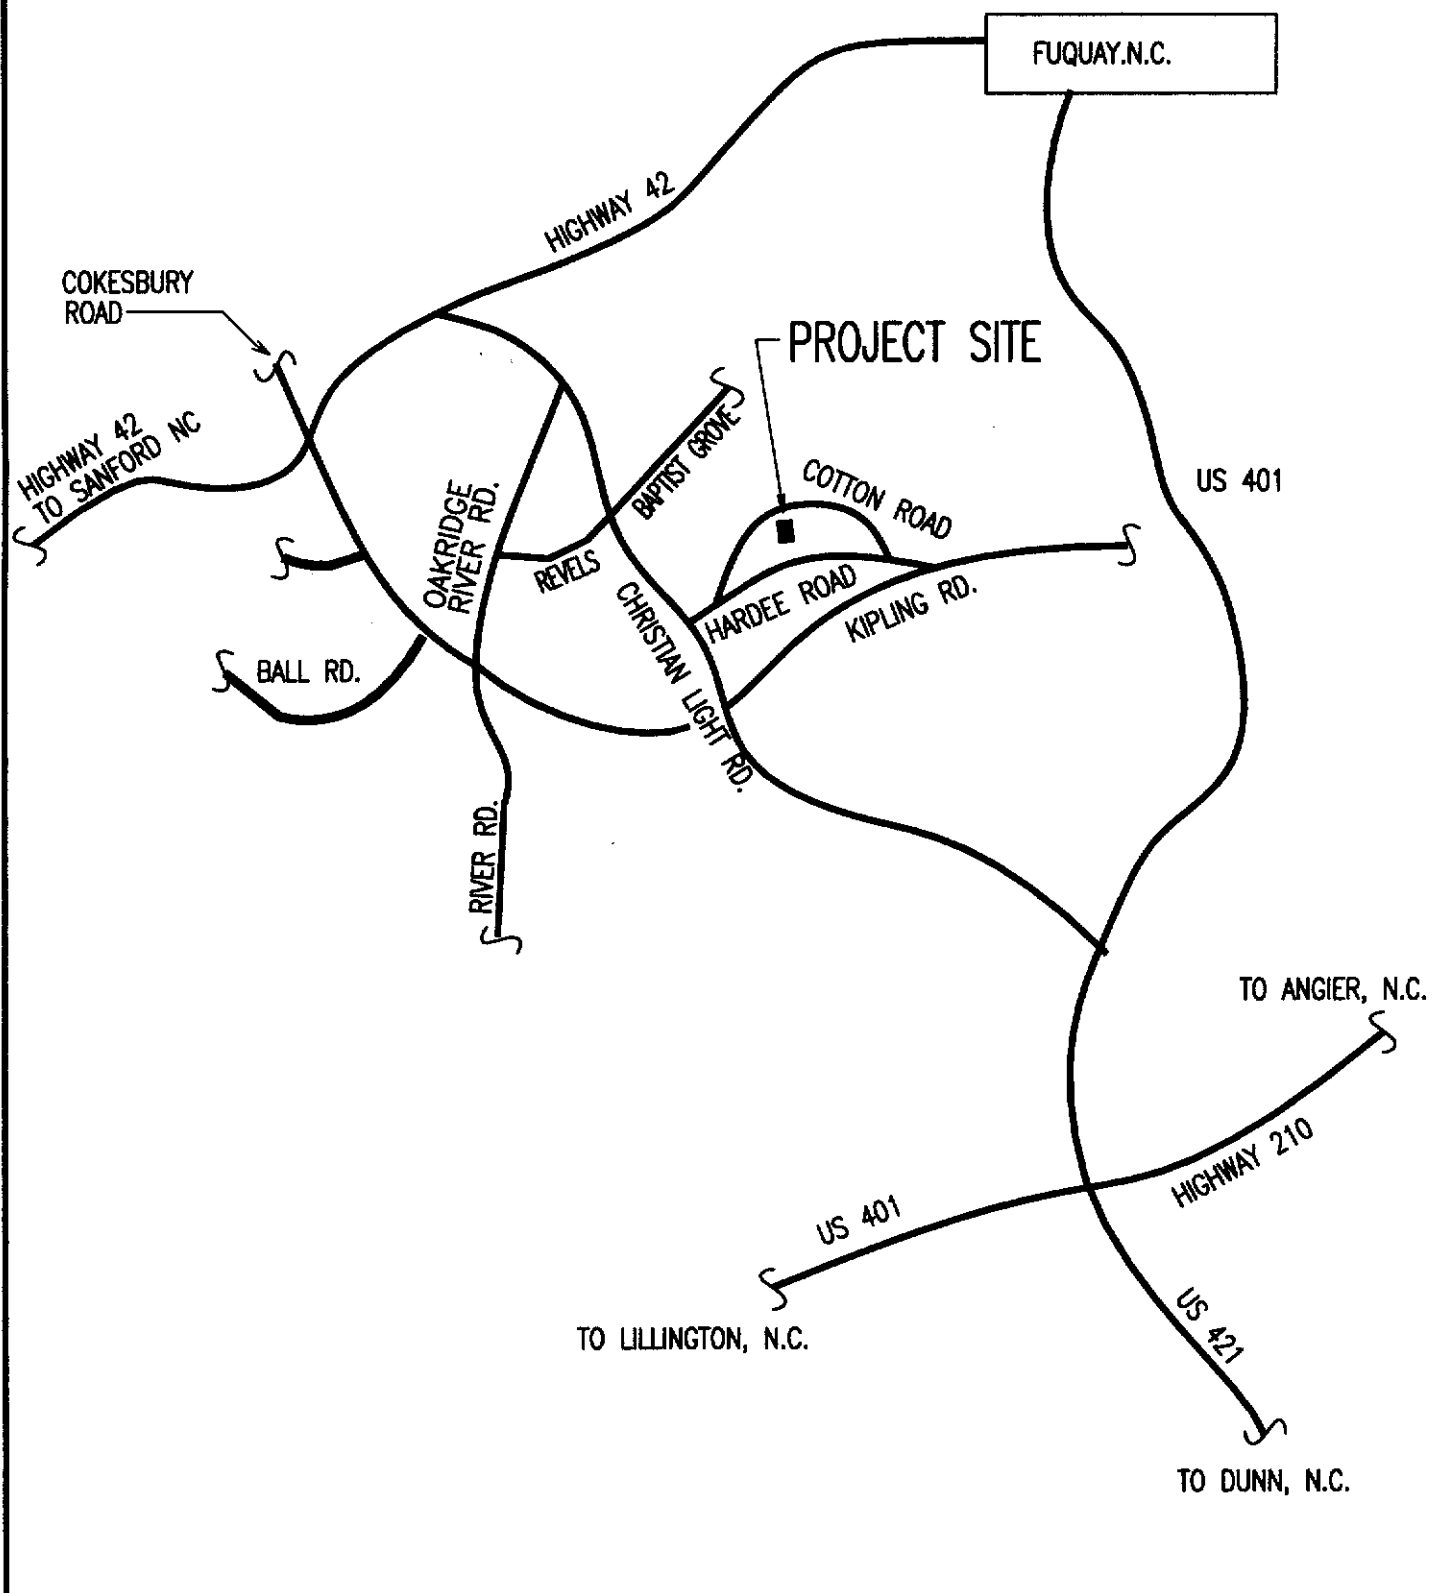 FUQUAY.N.C.
HIGHWAY 42
COKESBURY
ROAD
PROJECT SITE
HIGHWAY 42
TO SANFORD NC
BAPTIST GROVE
COTTON ROAD
US 401
OAKRIDGE
RIVER RD.
REVELS
HARDEE ROAD
KIPLING RD.
CHRISTIAN LIGHT RD.
BALL RD.
RIVER RD.
TO ANGIER, N.C.
HIGHWAY 210
US 401
US 421
TO LILLINGTON, N.C.
TO DUNN, N.C.